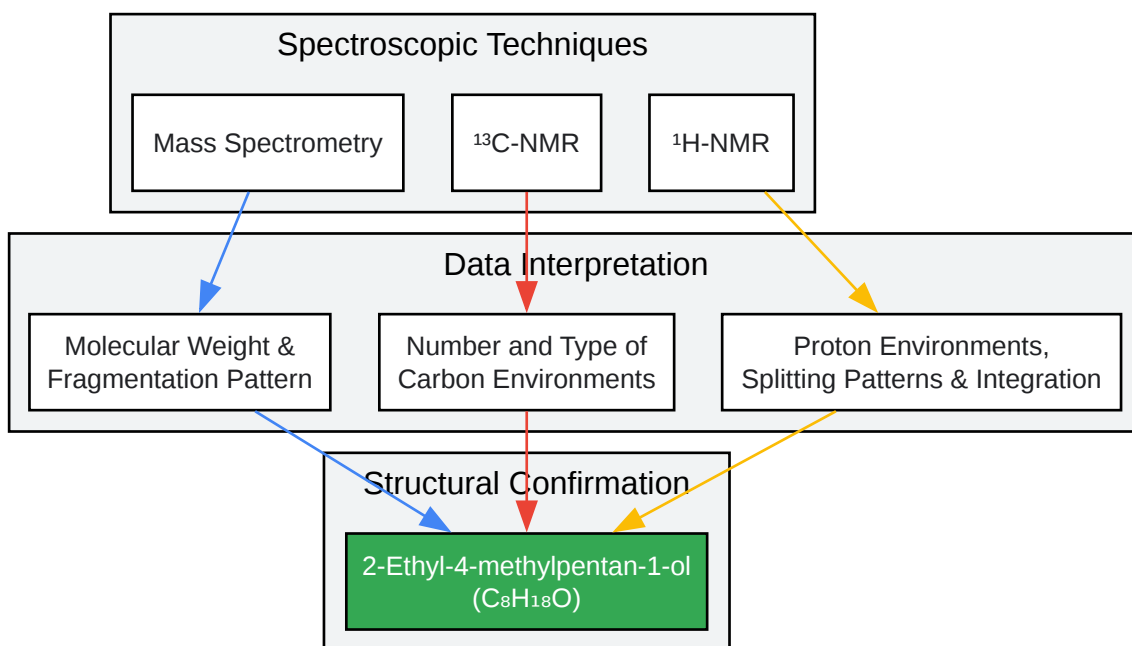 Spectroscopic Techniques
Mass Spectrometry
¹³C-NMR
¹H-NMR
Data Interpretation
Molecular Weight &
Fragmentation Pattern
Number and Type of
Carbon Environments
Proton Environments,
Splitting Patterns & Integration
Structural Confirmation
2-Ethyl-4-methylpentan-1-ol
(C₈H₁₈O)